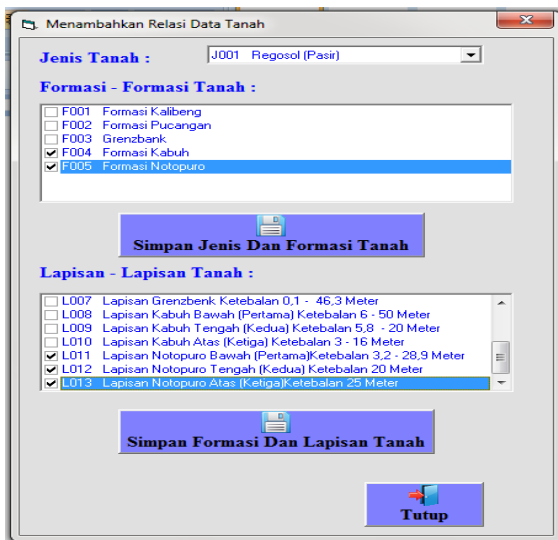 Menambahkan Relasi Data Tanah
Jenis Tanah : J001 Regosol (Pasir)
Formasi - Formasi Tanah :
F001 Formasi Kalibeng
F002 Formasi Pucangan
F003 Grenzbank
F004 Formasi Kabuh
F005 Formasi Notopuro
Simpan Jenis Dan Formasi Tanah
Lapisan - Lapisan Tanah :
L007 Lapisan Grenzbenk Ketebalan 0,1 - 46,3 Meter
L008 Lapisan Kabuh Bawah (Pertama) Ketebalan 6 - 50 Meter
L009 Lapisan Kabuh Tengah (Kedua) Ketebalan 5,8 - 20 Meter
L010 Lapisan Kabuh Atas (Ketiga) Ketebalan 3 - 16 Meter
L011 Lapisan Notopuro Bawah (Pertama)Ketebalan 3,2 - 28,9 Meter
L012 Lapisan Notopuro Tengah (Kedua) Ketebalan 20 Meter
L013 Lapisan Notopuro Atas (Ketiga)Ketebalan 25 Meter
Simpan Formasi Dan Lapisan Tanah
Tutup